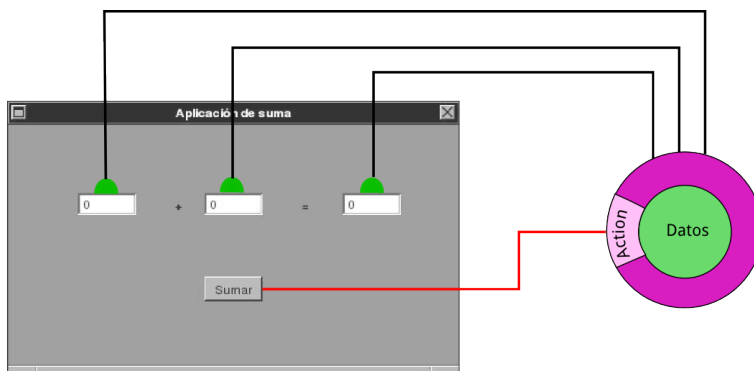 Aplicación de suma
0 + 0 = 0
Sumar
Action
Datos